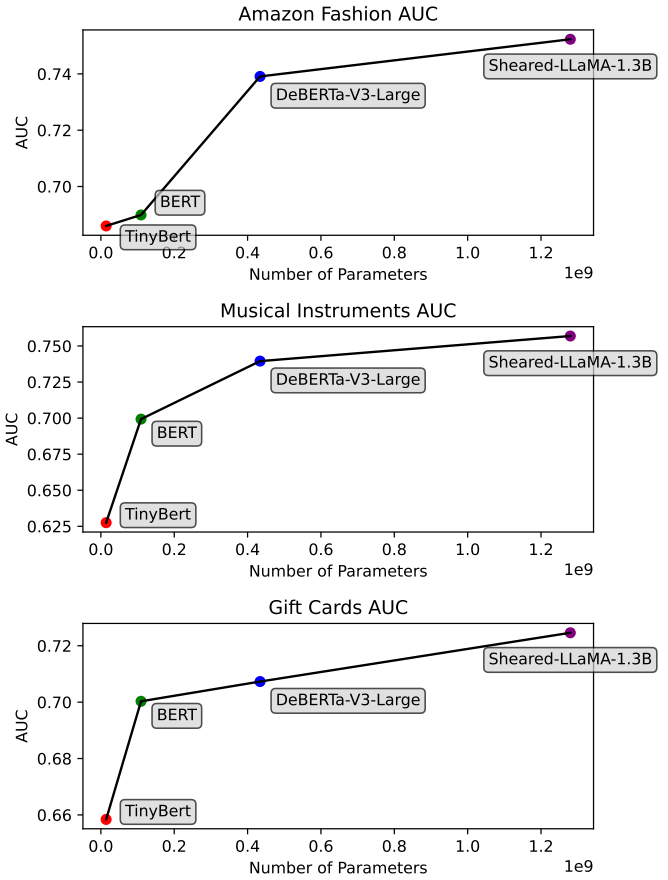 Amazon Fashion AUC
AUC
0.74
0.72
0.70
Sheared-LLaMA-1.3B
DeBERTa-V3-Large
BERT
TinyBert
0.0 0.2 0.4 0.6 0.8 1.0 1.2
Number of Parameters
1e9
Musical Instruments AUC
AUC
0.750
0.725
0.700
0.675
0.650
0.625
Sheared-LLaMA-1.3B
DeBERTa-V3-Large
BERT
TinyBert
0.0 0.2 0.4 0.6 0.8 1.0 1.2
Number of Parameters
1e9
Gift Cards AUC
AUC
0.72
0.70
0.68
0.66
Sheared-LLaMA-1.3B
DeBERTa-V3-Large
BERT
TinyBert
0.0 0.2 0.4 0.6 0.8 1.0 1.2
Number of Parameters
1e9